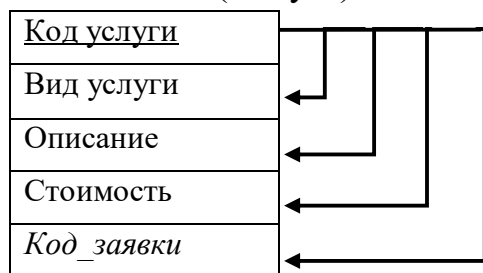 Код услуги
Вид услуги
Описание
Стоимость
Код_заявки